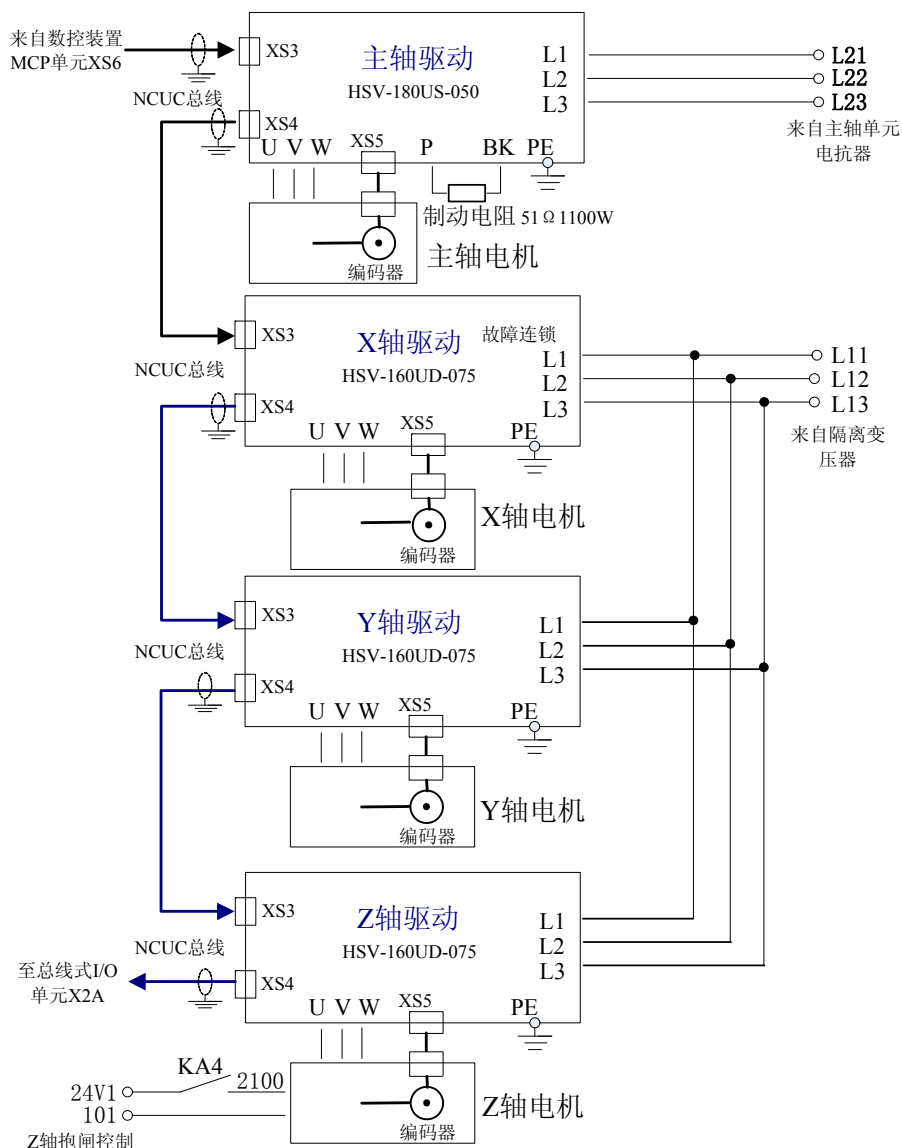 来自数控装置
MCP单元XS6
XS3
主轴驱动
HSV-180US-050
L1
L2
L3
L21
L22
L23
来自主轴单元
电抗器
NCUC总线
XS4
U V W
XS5
P
BK
PE
制动电阻 51Ω1100W
主轴电机
编码器
XS3
X轴驱动
故障连锁
HSV-160UD-075
L1
L2
L3
L11
L12
L13
来自隔离变
压器
NCUC总线
XS4
U V W
XS5
PE
X轴电机
编码器
XS3
Y轴驱动
HSV-160UD-075
L1
L2
L3
NCUC总线
XS4
U V W
XS5
PE
Y轴电机
编码器
XS3
Z轴驱动
HSV-160UD-075
L1
L2
L3
NCUC总线
XS4
至总线式I/O
单元X2A
U V W
XS5
PE
KA4
24V1
2100
101
Z轴抱闸控制
Z轴电机
编码器